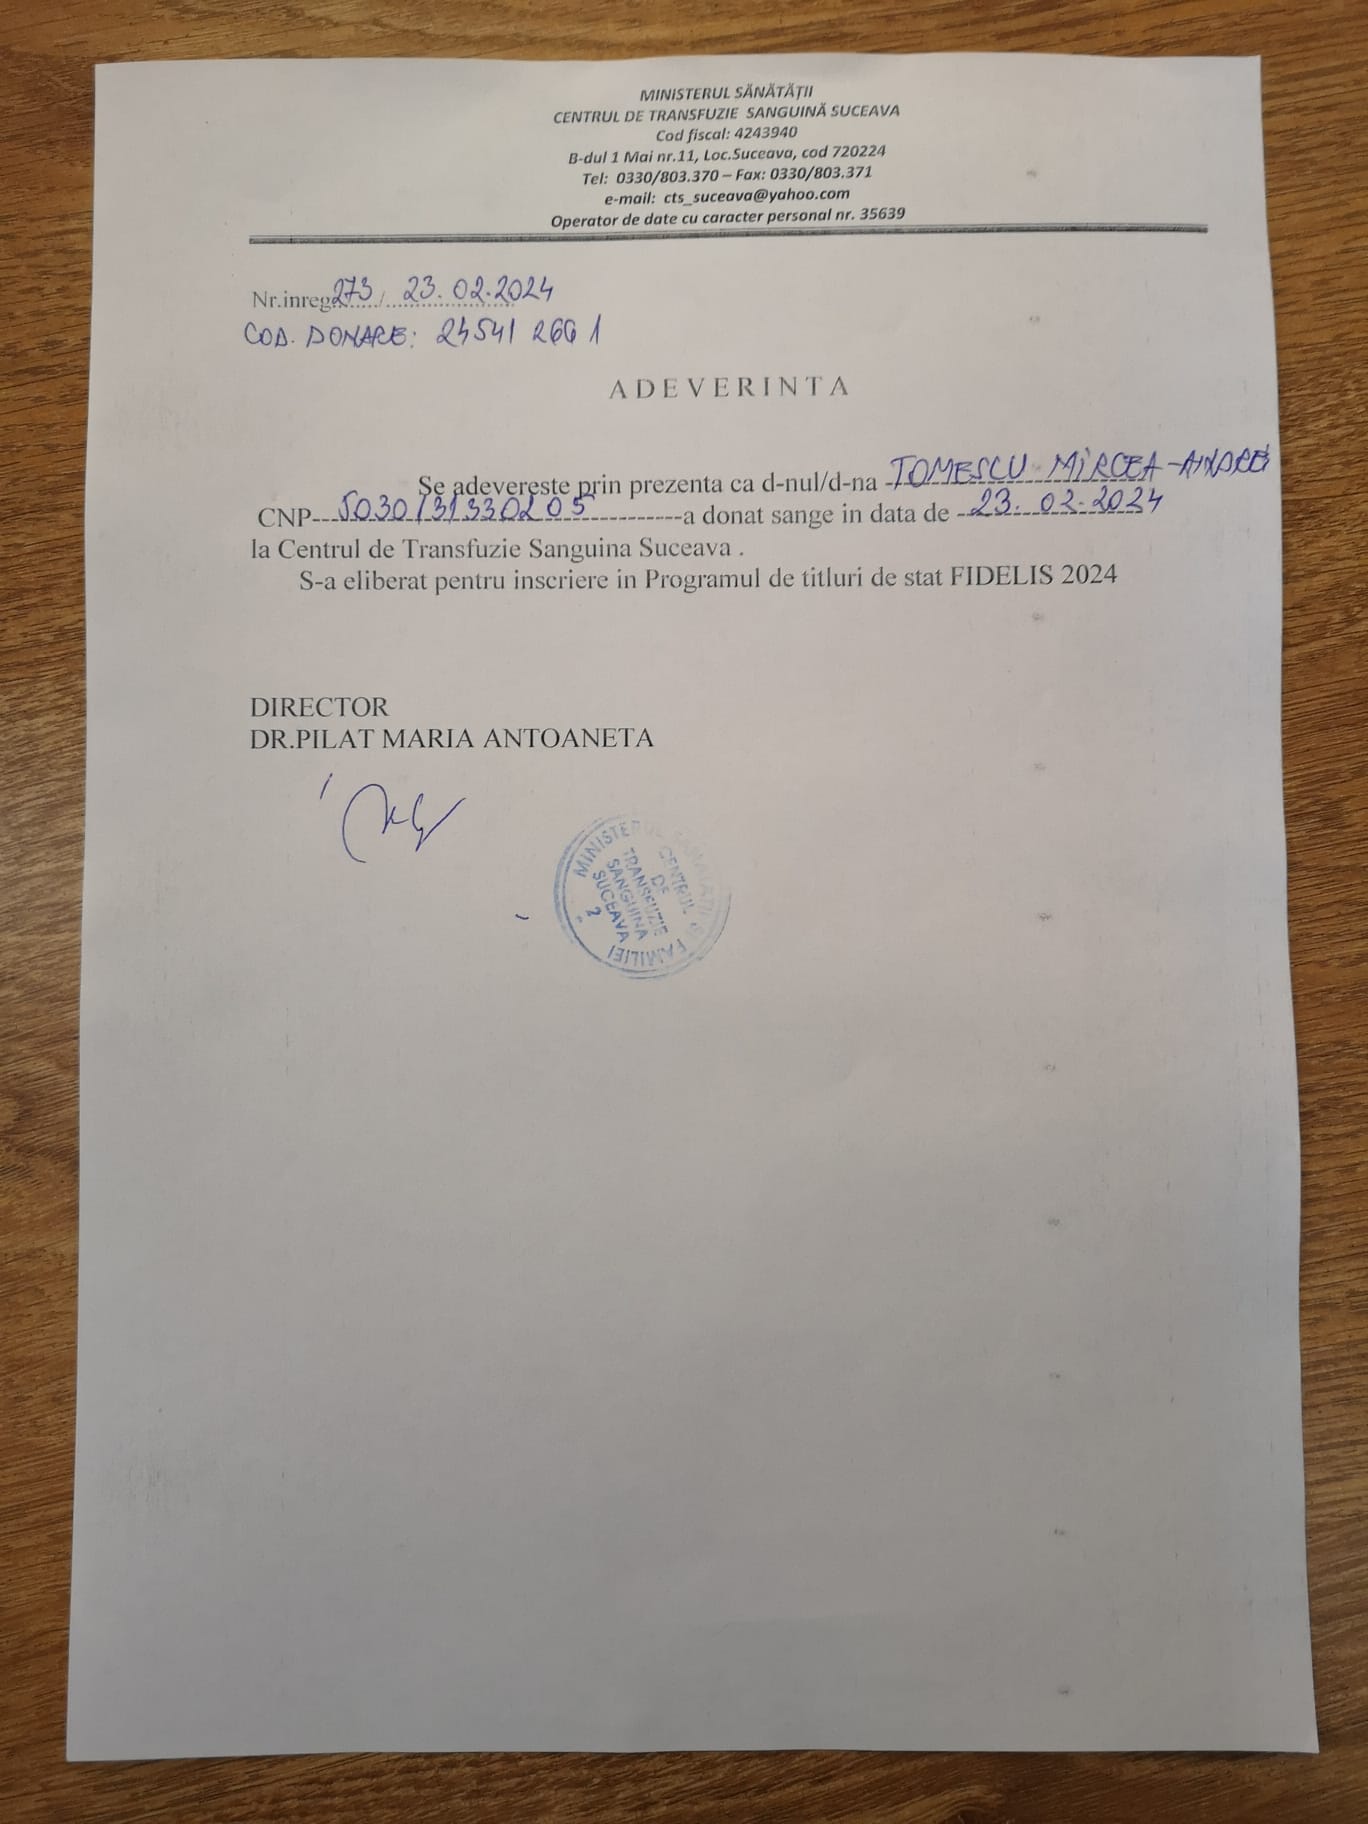 MINISTERUL SĂNĂTĂȚII
CENTRUL DE TRANSFUZIE SANGUINĂ SUCEAVA
Cod fiscal: 4243940
B-dul 1 Mai nr.11, Loc.Suceava, cod 720224
Tel: 0330/803.370 – Fax: 0330/803.371
e-mail: cts_suceava@yahoo.com
Operator de date cu caracter personal nr. 35639
Nr.inreg. 273 / 23.02.2024
COD. DONARE: 24541 266 1
ADEVERINTA
Se adevereste prin prezenta ca d-nul/d-na TOMESCU MIRCEA-ANDREI
CNP 5030131330205 a donat sange in data de 23.02.2024
la Centrul de Transfuzie Sanguina Suceava .
S-a eliberat pentru inscriere in Programul de titluri de stat FIDELIS 2024
DIRECTOR
DR.PILAT MARIA ANTOANETA
MINISTERUL SANATATII SI FAMILIEI
CENTRUL
DE
TRANSFUZIE
SANGUINA
SUCEAVA
2